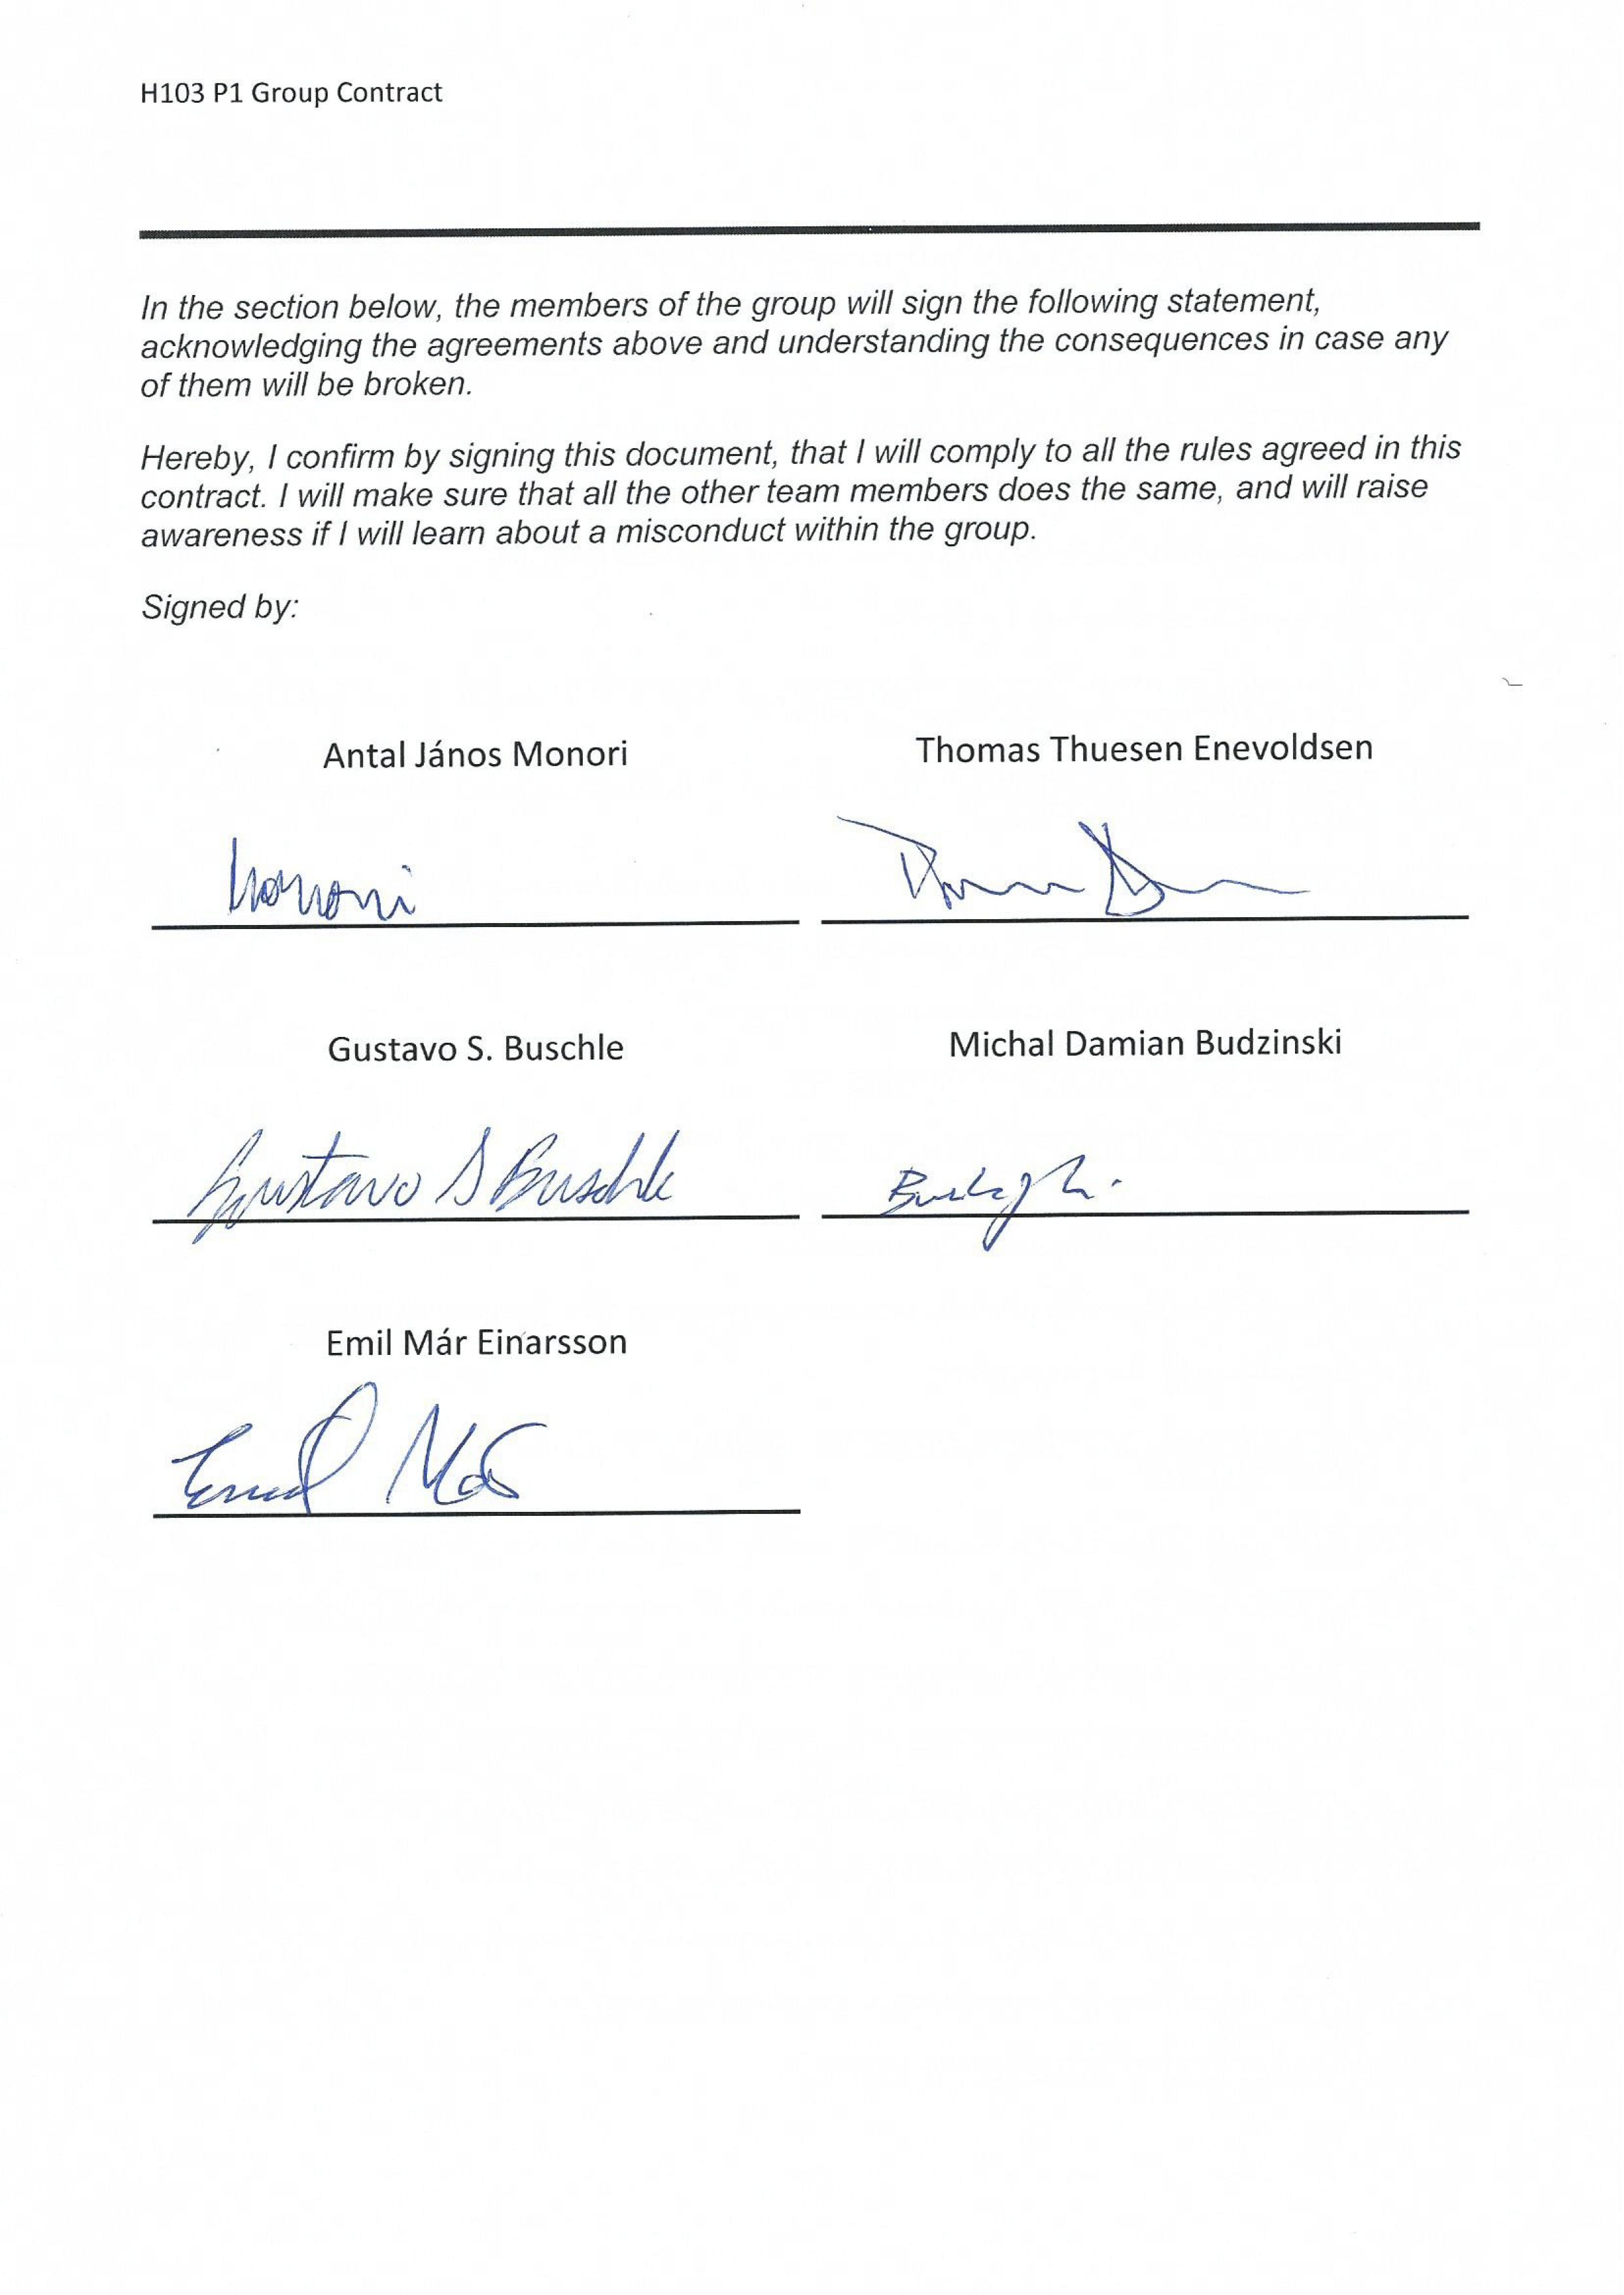 H103 P1 Group Contract
In the section below, the members of the group will sign the following statement,
acknowledging the agreements above and understanding the consequences in case any
of them will be broken.
Hereby, I confirm by signing this document, that I will comply to all the rules agreed in this
contract. I will make sure that all the other team members does the same, and will raise
awareness if I will learn about a misconduct within the group.
Signed by:
Antal János Monori
Thomas Thuesen Enevoldsen
Monori
Gustavo S. Buschle
Michal Damian Budzinski
Gustavo S Buschle
Emil Már Einarsson
Emil Már